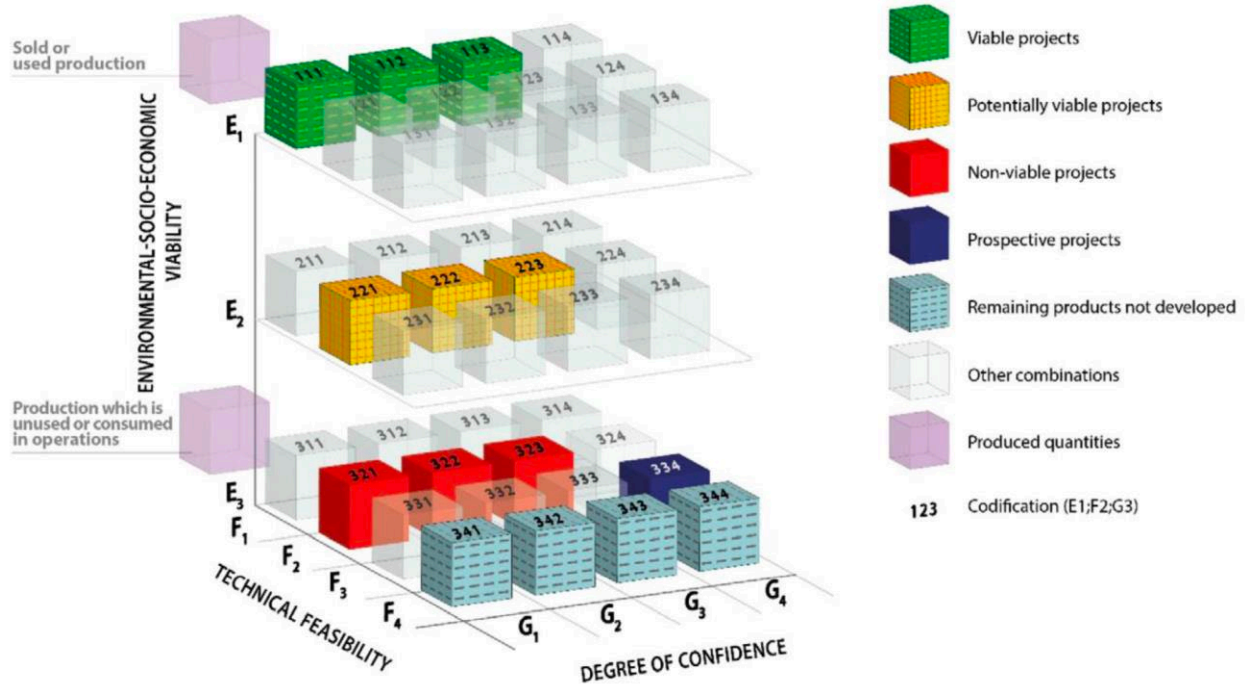 Sold or
used production
ENVIRONMENTAL-SOCIO-ECONOMIC
VIABILITY
E1
111
112
113
114
121
122
123
124
131
132
133
134
E2
211
212
213
214
221
222
223
224
231
232
233
234
Production which is
unused or consumed
in operations
E3
311
312
313
314
321
322
323
324
331
332
333
334
341
342
343
344
F1
F2
F3
F4
TECHNICAL FEASIBILITY
G1
G2
G3
G4
DEGREE OF CONFIDENCE
Viable projects
Potentially viable projects
Non-viable projects
Prospective projects
Remaining products not developed
Other combinations
Produced quantities
123 Codification (E1;F2;G3)